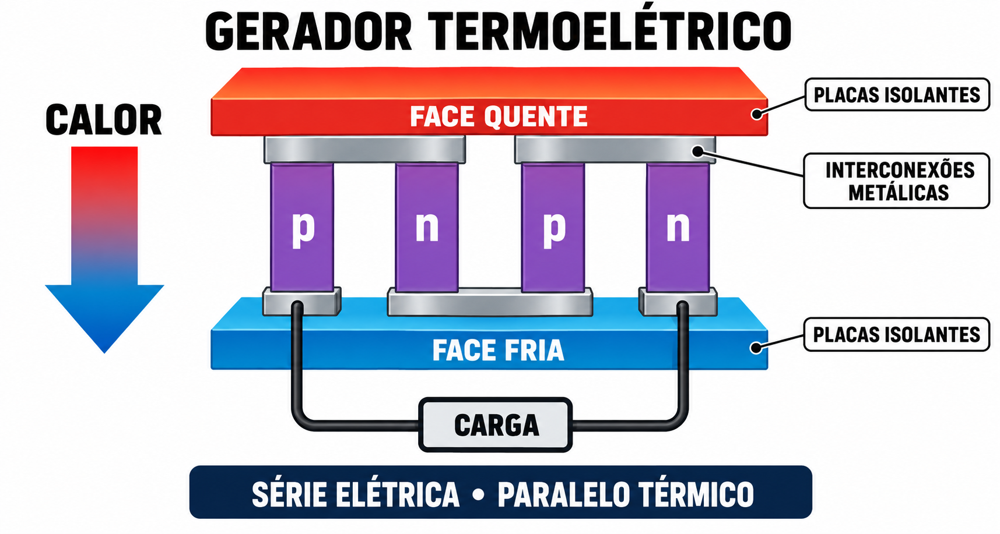 GERADOR TERMOELÉTRICO
CALOR
FACE QUENTE
PLACAS ISOLANTES
INTERCONEXÕES
METÁLICAS
p
n
p
n
FACE FRIA
PLACAS ISOLANTES
CARGA
SÉRIE ELÉTRICA • PARALELO TÉRMICO